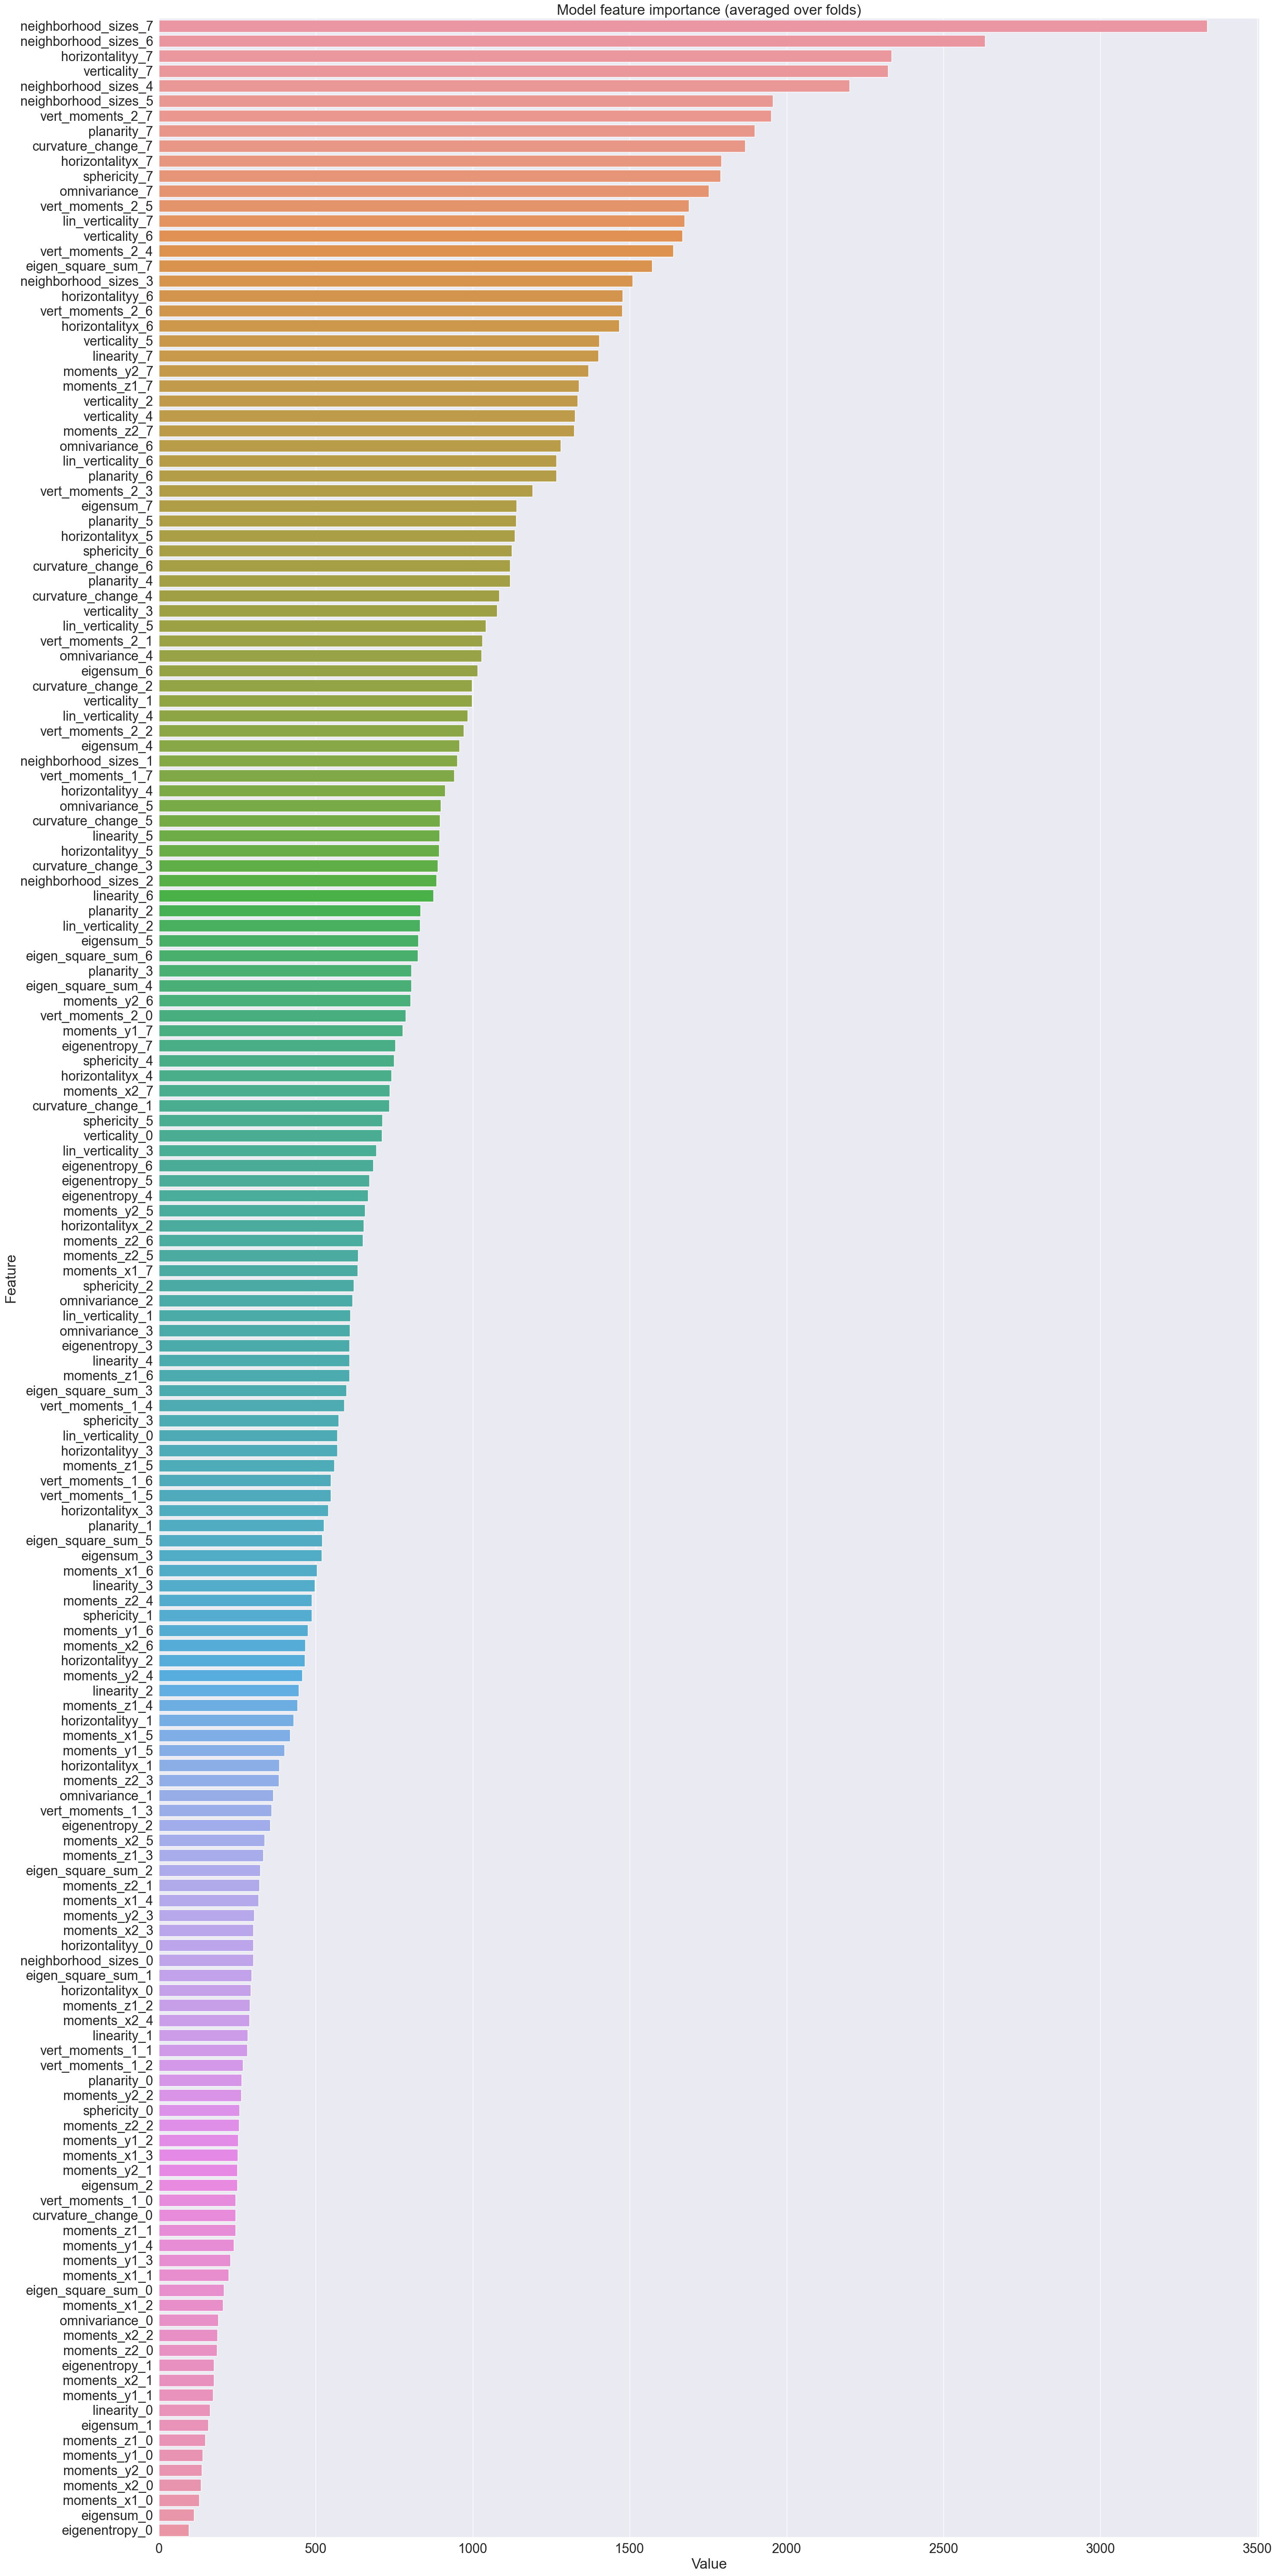 Model feature importance (averaged over folds)
neighborhood_sizes_7
neighborhood_sizes_6
horizontalityy_7
verticality_7
neighborhood_sizes_4
neighborhood_sizes_5
vert_moments_2_7
planarity_7
curvature_change_7
horizontalityx_7
sphericity_7
omnivariance_7
vert_moments_2_5
lin_verticality_7
verticality_6
vert_moments_2_4
eigen_square_sum_7
neighborhood_sizes_3
horizontalityy_6
vert_moments_2_6
horizontalityx_6
verticality_5
linearity_7
moments_y2_7
moments_z1_7
verticality_2
verticality_4
moments_z2_7
omnivariance_6
lin_verticality_6
planarity_6
vert_moments_2_3
eigensum_7
planarity_5
horizontalityx_5
sphericity_6
curvature_change_6
planarity_4
curvature_change_4
verticality_3
lin_verticality_5
vert_moments_2_1
omnivariance_4
eigensum_6
curvature_change_2
verticality_1
lin_verticality_4
vert_moments_2_2
eigensum_4
neighborhood_sizes_1
vert_moments_1_7
horizontalityy_4
omnivariance_5
curvature_change_5
linearity_5
horizontalityy_5
curvature_change_3
neighborhood_sizes_2
linearity_6
planarity_2
lin_verticality_2
eigensum_5
eigen_square_sum_6
planarity_3
eigen_square_sum_4
moments_y2_6
vert_moments_2_0
moments_y1_7
eigenentropy_7
sphericity_4
horizontalityx_4
moments_x2_7
curvature_change_1
sphericity_5
verticality_0
lin_verticality_3
eigenentropy_6
eigenentropy_5
eigenentropy_4
moments_y2_5
horizontalityx_2
moments_z2_6
moments_z2_5
moments_x1_7
sphericity_2
omnivariance_2
lin_verticality_1
omnivariance_3
eigenentropy_3
linearity_4
moments_z1_6
eigen_square_sum_3
vert_moments_1_4
sphericity_3
lin_verticality_0
horizontalityy_3
moments_z1_5
vert_moments_1_6
vert_moments_1_5
horizontalityx_3
planarity_1
eigen_square_sum_5
eigensum_3
moments_x1_6
linearity_3
moments_z2_4
sphericity_1
moments_y1_6
moments_x2_6
horizontalityy_2
moments_y2_4
linearity_2
moments_z1_4
horizontalityy_1
moments_x1_5
moments_y1_5
horizontalityx_1
moments_z2_3
omnivariance_1
vert_moments_1_3
eigenentropy_2
moments_x2_5
moments_z1_3
eigen_square_sum_2
moments_z2_1
moments_x1_4
moments_y2_3
moments_x2_3
horizontalityy_0
neighborhood_sizes_0
eigen_square_sum_1
horizontalityx_0
moments_z1_2
moments_x2_4
linearity_1
vert_moments_1_1
vert_moments_1_2
planarity_0
moments_y2_2
sphericity_0
moments_z2_2
moments_y1_2
moments_x1_3
moments_y2_1
eigensum_2
vert_moments_1_0
curvature_change_0
moments_z1_1
moments_y1_4
moments_y1_3
moments_x1_1
eigen_square_sum_0
moments_x1_2
omnivariance_0
moments_x2_2
moments_z2_0
eigenentropy_1
moments_x2_1
moments_y1_1
linearity_0
eigensum_1
moments_z1_0
moments_y1_0
moments_y2_0
moments_x2_0
moments_x1_0
eigensum_0
eigenentropy_0
Feature
0 500 1000 1500 2000 2500 3000 3500
Value